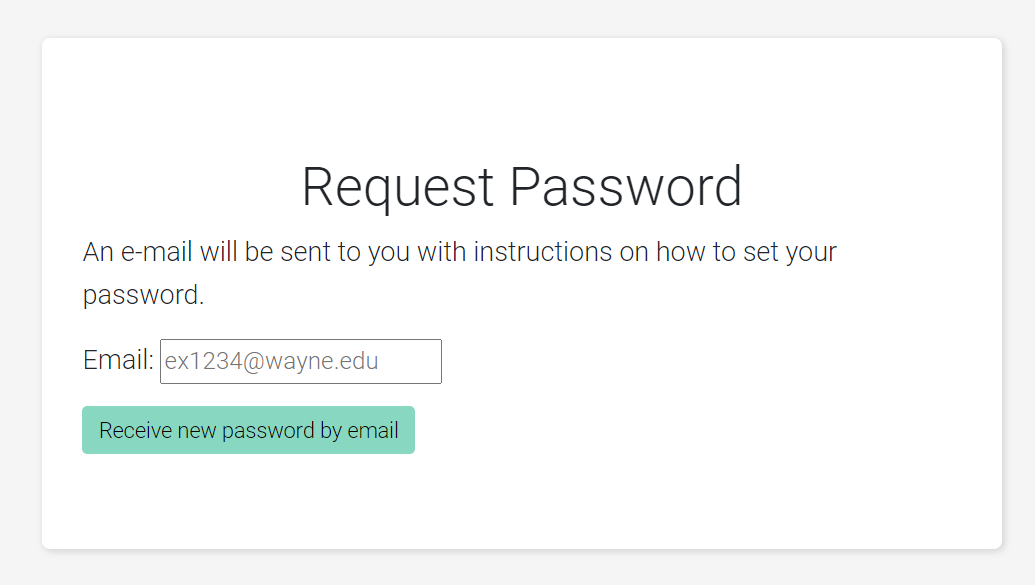 Request Password
An e-mail will be sent to you with instructions on how to set your
password.
Email: ex1234@wayne.edu
Receive new password by email